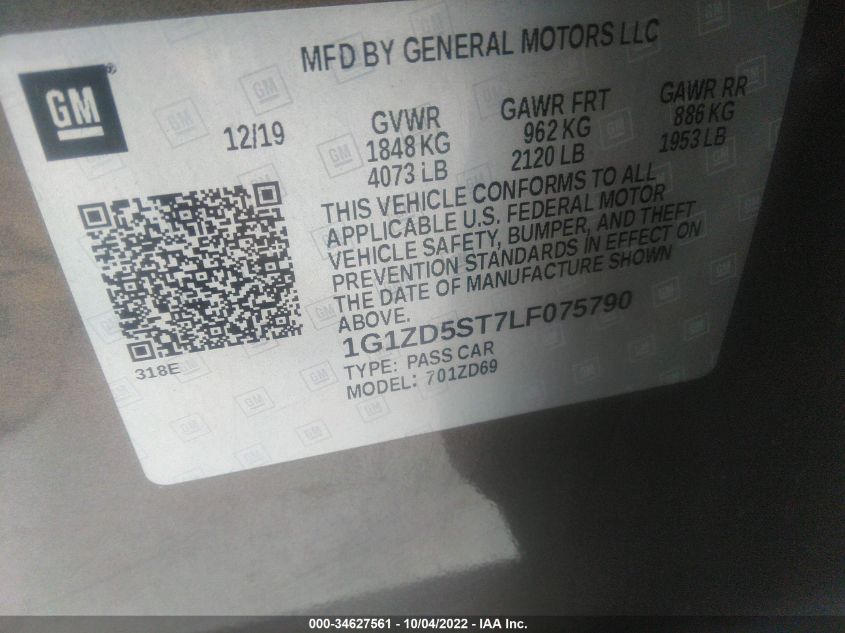 MFD BY GENERAL MOTORS LLC
GM
12/19
GVWR
1848 KG
4073 LB
GAWR FRT
962 KG
2120 LB
GAWR RR
886 KG
1953 LB
THIS VEHICLE CONFORMS TO ALL
APPLICABLE U.S. FEDERAL MOTOR
VEHICLE SAFETY, BUMPER, AND THEFT
PREVENTION STANDARDS IN EFFECT ON
THE DATE OF MANUFACTURE SHOWN
ABOVE.
1G1ZD5ST7LF075790
TYPE: PASS CAR
MODEL: 701ZD69
318E
000-34627561 - 10/04/2022 - IAA Inc.